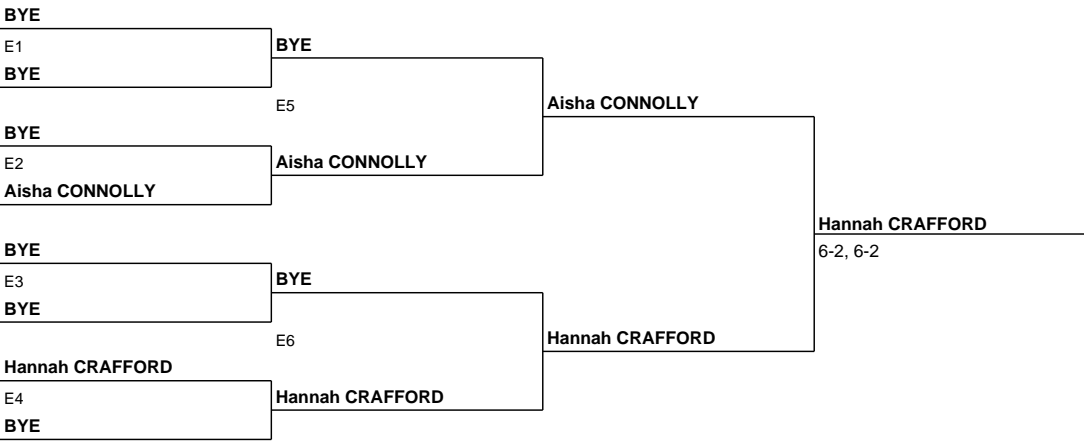 BYE
E1
BYE
BYE
E5
BYE
E2
Aisha CONNOLLY
Aisha CONNOLLY
Aisha CONNOLLY
BYE
E3
BYE
BYE
E6
Hannah CRAFFORD
E4
BYE
Hannah CRAFFORD
Hannah CRAFFORD
Hannah CRAFFORD
6-2, 6-2